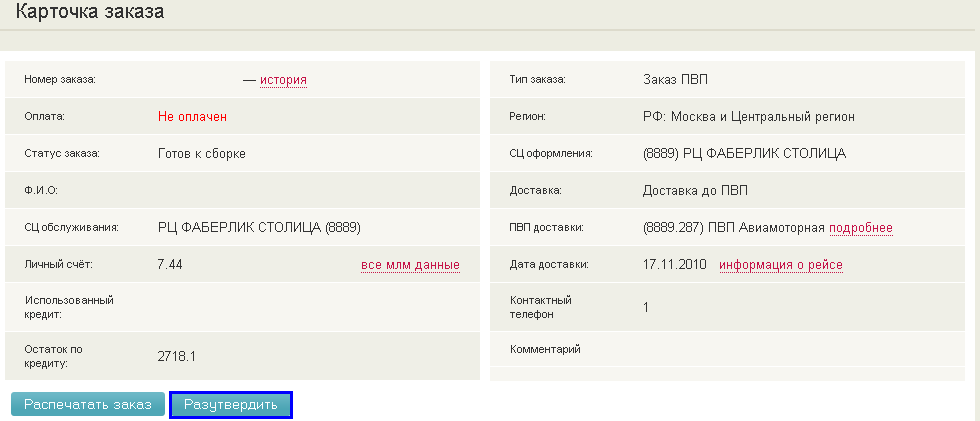 Карточка заказа
Номер заказа: — история
Оплата: Не оплачен
Статус заказа: Готов к сборке
Ф.И.О:
СЦ обслуживания: РЦ ФАБЕРЛИК СТОЛИЦА (8889)
Личный счёт: 7.44 все млм данные
Использованный
кредит:
Остаток по
кредиту: 2718.1
Тип заказа: Заказ ПВП
Регион: РФ: Москва и Центральный регион
СЦ оформления: (8889) РЦ ФАБЕРЛИК СТОЛИЦА
Доставка: Доставка до ПВП
ПВП доставки: (8889.287) ПВП Авиамоторная подробнее
Дата доставки: 17.11.2010 информация о рейсе
Контактный
телефон 1
Комментарий
Распечатать заказ Разутвердить